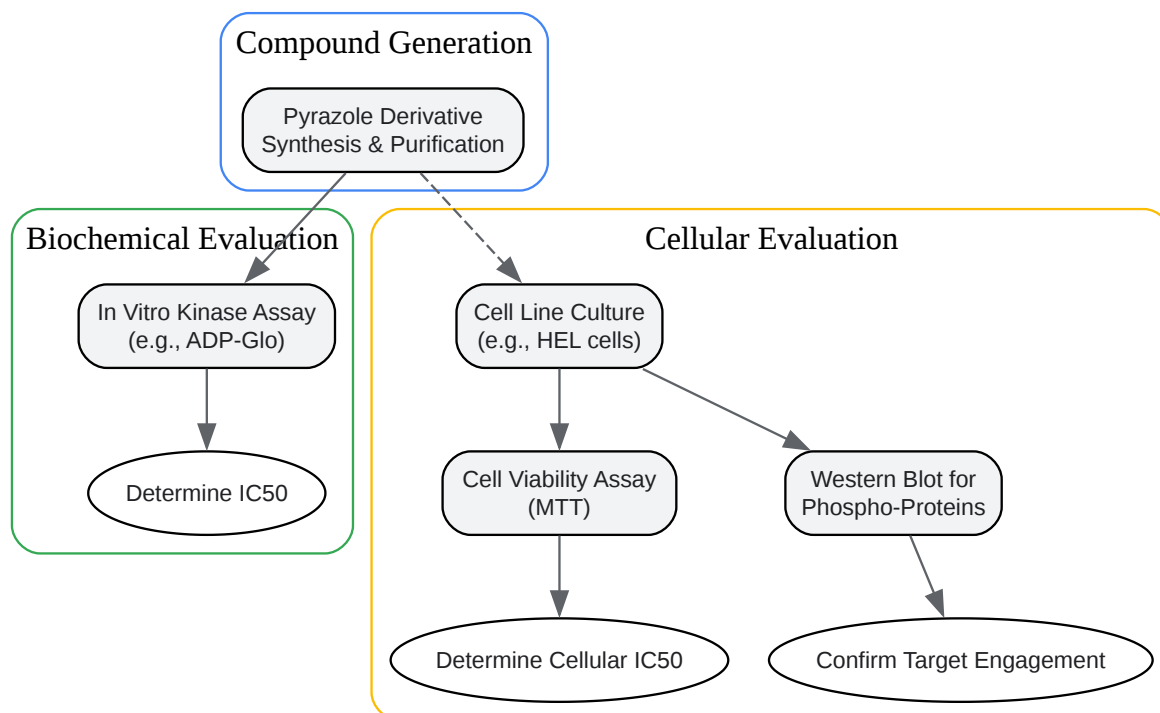 Compound Generation
Pyrazole Derivative
Synthesis & Purification
Biochemical Evaluation
In Vitro Kinase Assay
(e.g., ADP-Glo)
Determine IC50
Cellular Evaluation
Cell Line Culture
(e.g., HEL cells)
Cell Viability Assay
(MTT)
Western Blot for
Phospho-Proteins
Determine Cellular IC50
Confirm Target Engagement